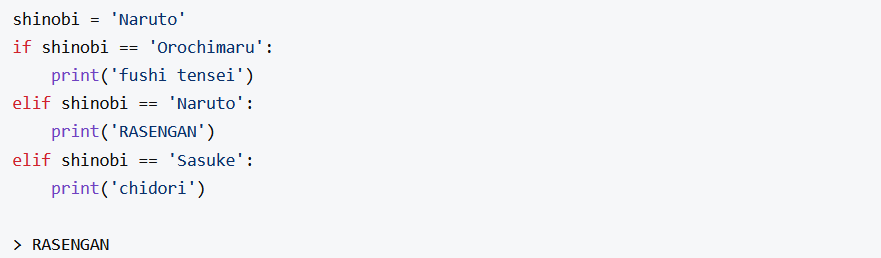 shinobi = 'Naruto'
if shinobi == 'Orochimaru':
    print('fushi tensei')
elif shinobi == 'Naruto':
    print('RASENGAN')
elif shinobi == 'Sasuke':
    print('chidori')

> RASENGAN